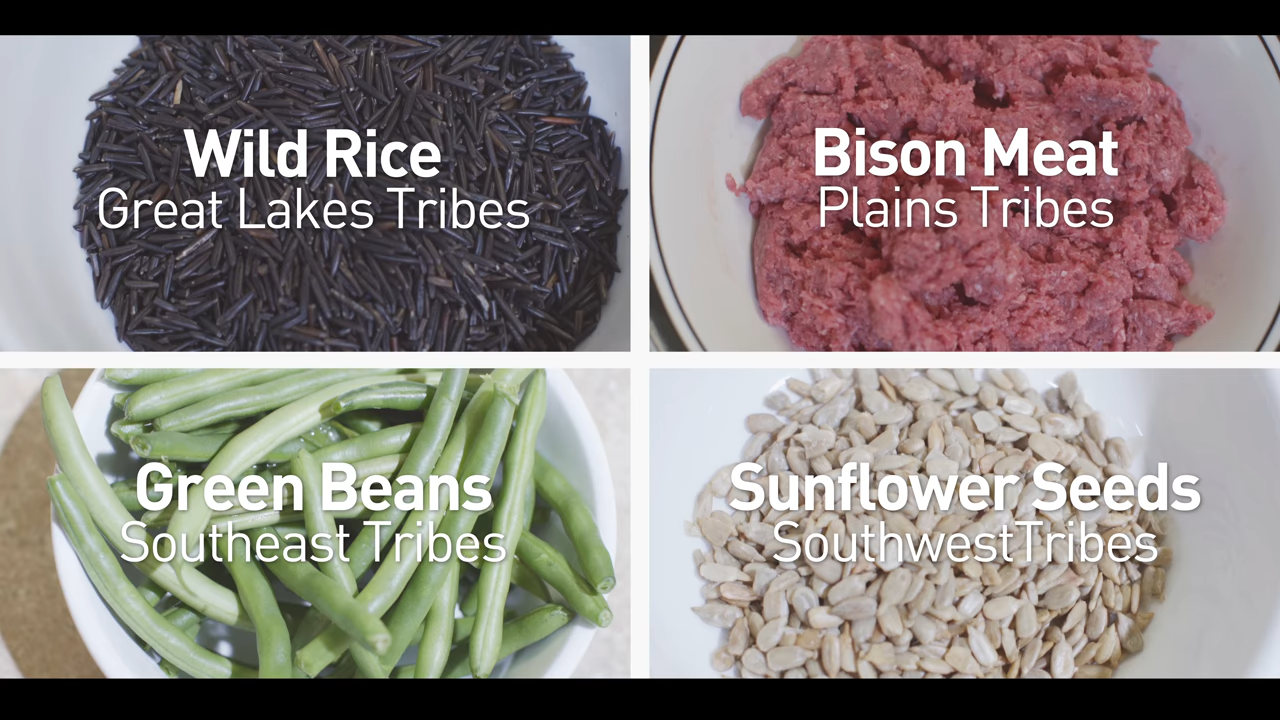 Wild Rice
Great Lakes Tribes
Bison Meat
Plains Tribes
Green Beans
Southeast Tribes
Sunflower Seeds
SouthwestTribes